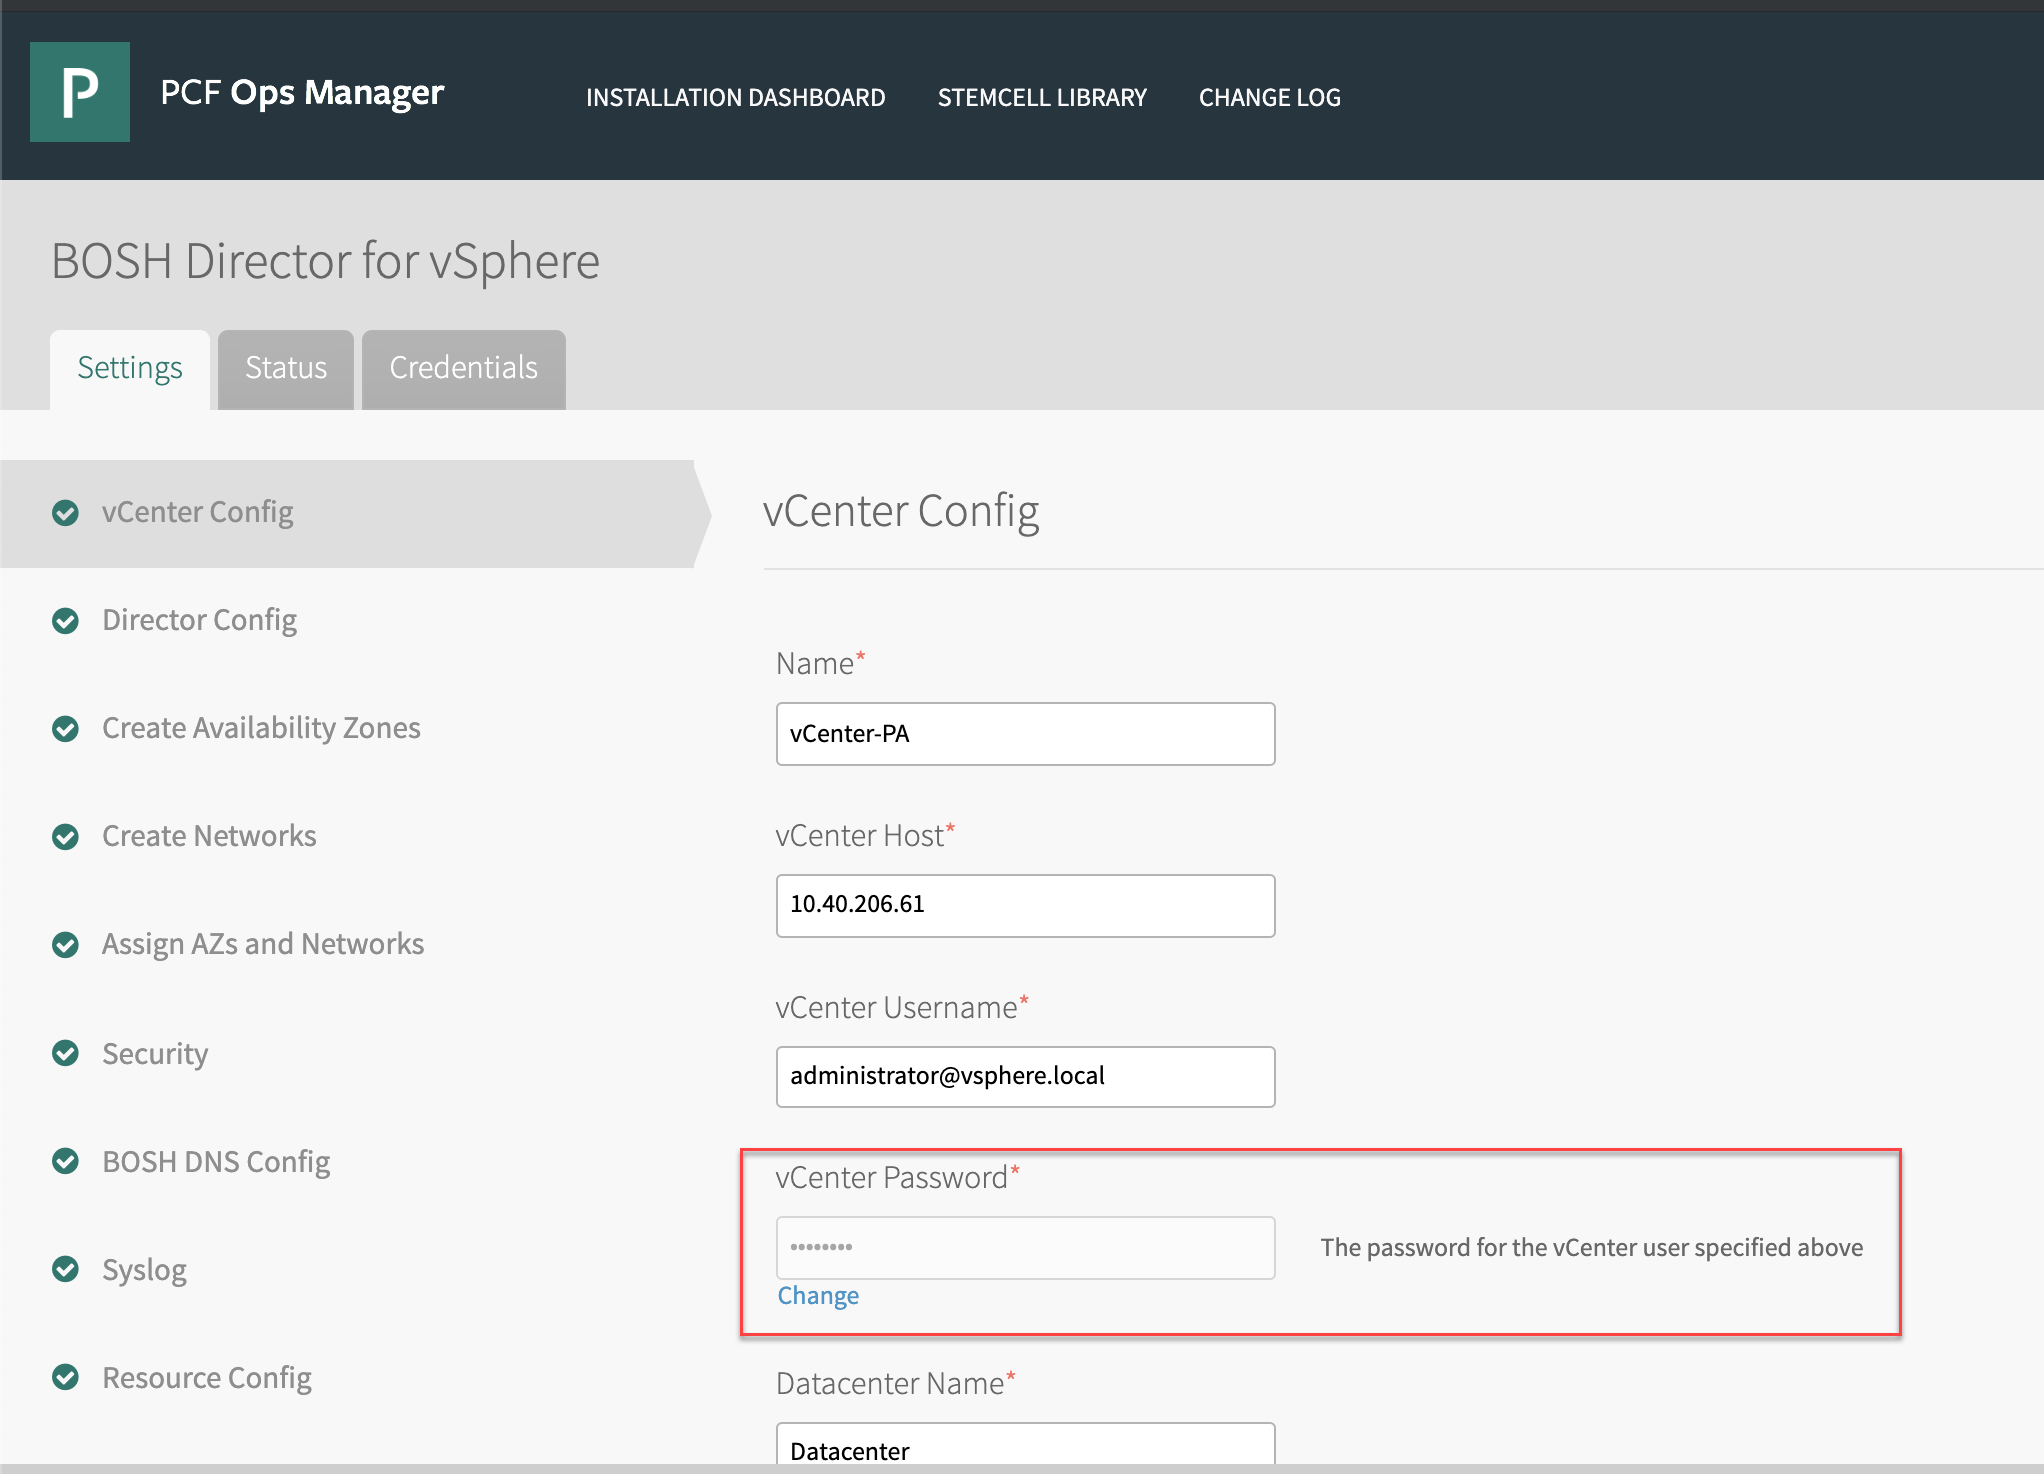 P
PCF Ops Manager
INSTALLATION DASHBOARD
STEMCELL LIBRARY
CHANGE LOG
BOSH Director for vSphere
Settings
Status
Credentials
vCenter Config
Director Config
Create Availability Zones
Create Networks
Assign AZs and Networks
Security
BOSH DNS Config
Syslog
Resource Config
vCenter Config
Name*
vCenter-PA
vCenter Host*
10.40.206.61
vCenter Username*
administrator@vsphere.local
vCenter Password*
••••••••
The password for the vCenter user specified above
Change
Datacenter Name*
Datacenter